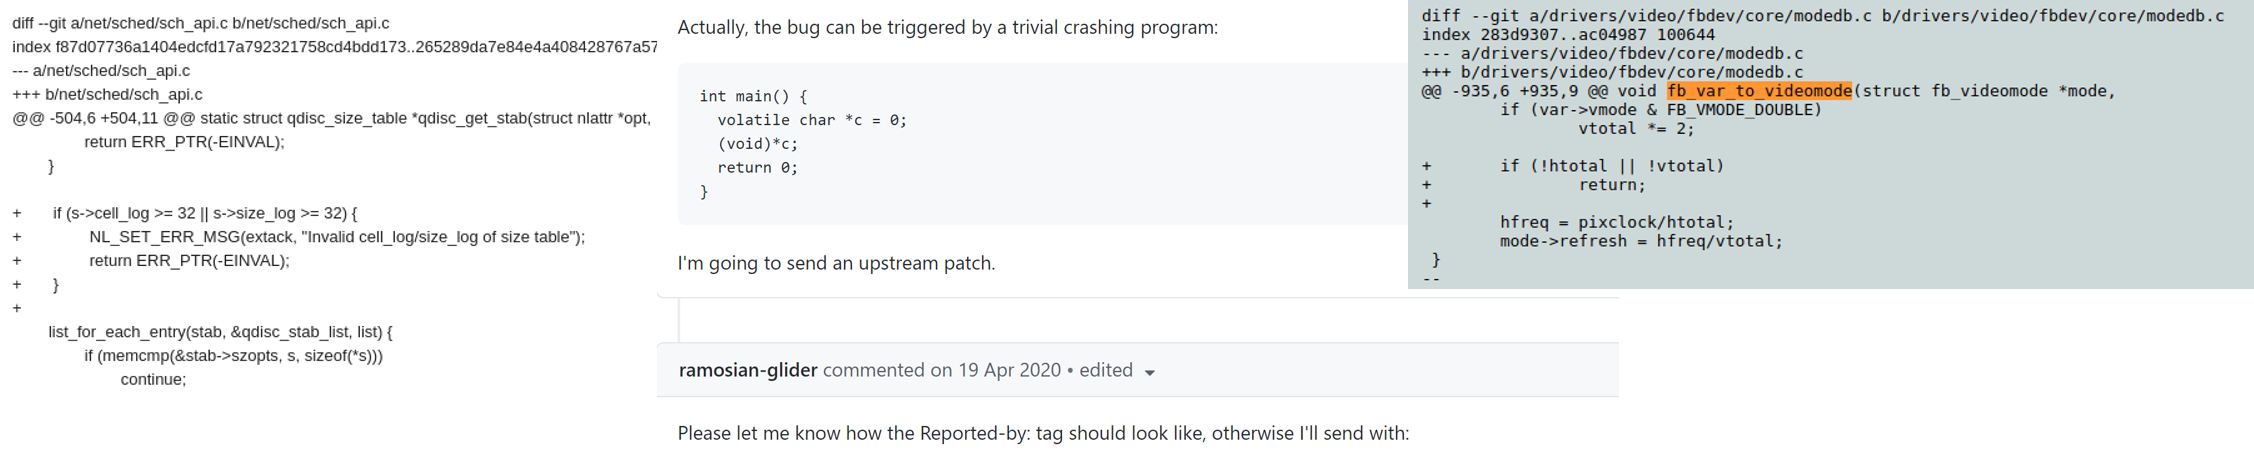 diff --git a/net/sched/sch_api.c b/net/sched/sch_api.c
index f87d07736a1404edcfd17a792321758cd4bdd173..265289da7e84e4a408428767a57
--- a/net/sched/sch_api.c
+++ b/net/sched/sch_api.c
@@ -504,6 +504,11 @@ static struct qdisc_size_table *qdisc_get_stab(struct nlattr *opt,
return ERR_PTR(-EINVAL);
}
+ if (s->cell_log >= 32 || s->size_log >= 32) {
+ NL_SET_ERR_MSG(extack, "Invalid cell_log/size_log of size table");
+ return ERR_PTR(-EINVAL);
+ }
+
list_for_each_entry(stab, &qdisc_stab_list, list) {
if (memcmp(&stab->szopts, s, sizeof(*s)))
continue;
Actually, the bug can be triggered by a trivial crashing program:
int main() {
volatile char *c = 0;
(void)*c;
return 0;
}
I'm going to send an upstream patch.
ramosian-glider commented on 19 Apr 2020 • edited
Please let me know how the Reported-by: tag should look like, otherwise I'll send with:
diff --git a/drivers/video/fbdev/core/modedb.c b/drivers/video/fbdev/core/modedb.c
index 283d9307..ac04987 100644
--- a/drivers/video/fbdev/core/modedb.c
+++ b/drivers/video/fbdev/core/modedb.c
@@ -935,6 +935,9 @@ void fb_var_to_videomode(struct fb_videomode *mode,
if (var->vmode & FB_VMODE_DOUBLE)
vtotal *= 2;
+ if (!htotal || !vtotal)
+ return;
+
hfreq = pixclock/htotal;
mode->refresh = hfreq/vtotal;
}
--